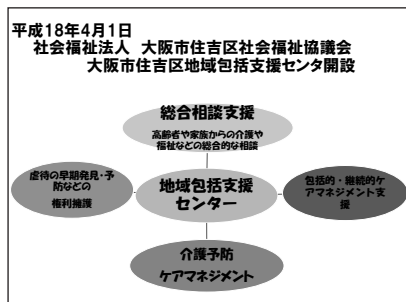 平成18年4月1日
社会福祉法人 大阪市住吉区社会福祉協議会
大阪市住吉区地域包括支援センタ開設
総合相談支援
高齢者や家族からの介護や
福祉などの総合的な相談
虐待の早期発見・予
防などの
権利擁護
地域包括支援
センター
包括的・継続的ケ
アマネジメント支
援
介護予防
ケアマネジメント